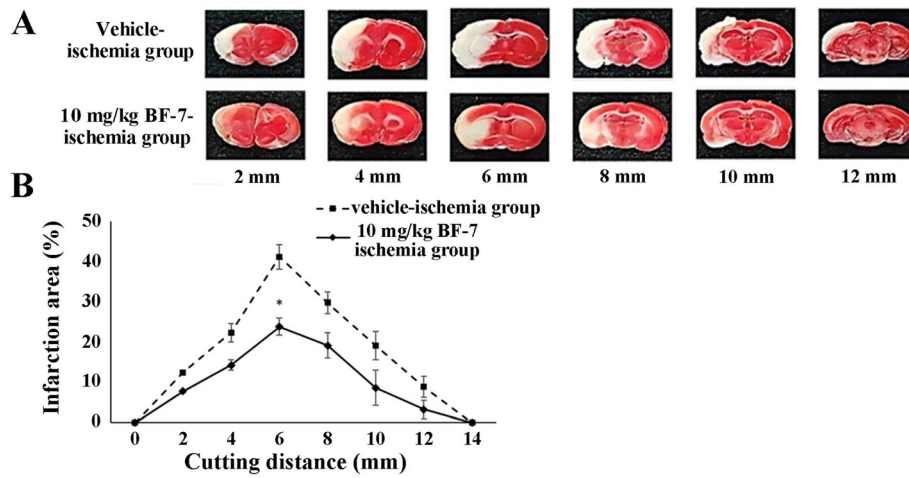 A
Vehicle-
ischemia group
10 mg/kg BF-7-
ischemia group
2 mm 4 mm 6 mm 8 mm 10 mm 12 mm
B
vehicle-ischemia group
10 mg/kg BF-7
ischemia group
Infarction area (%)
50
40
30
20
10
0
*
0 2 4 6 8 10 12 14
Cutting distance (mm)